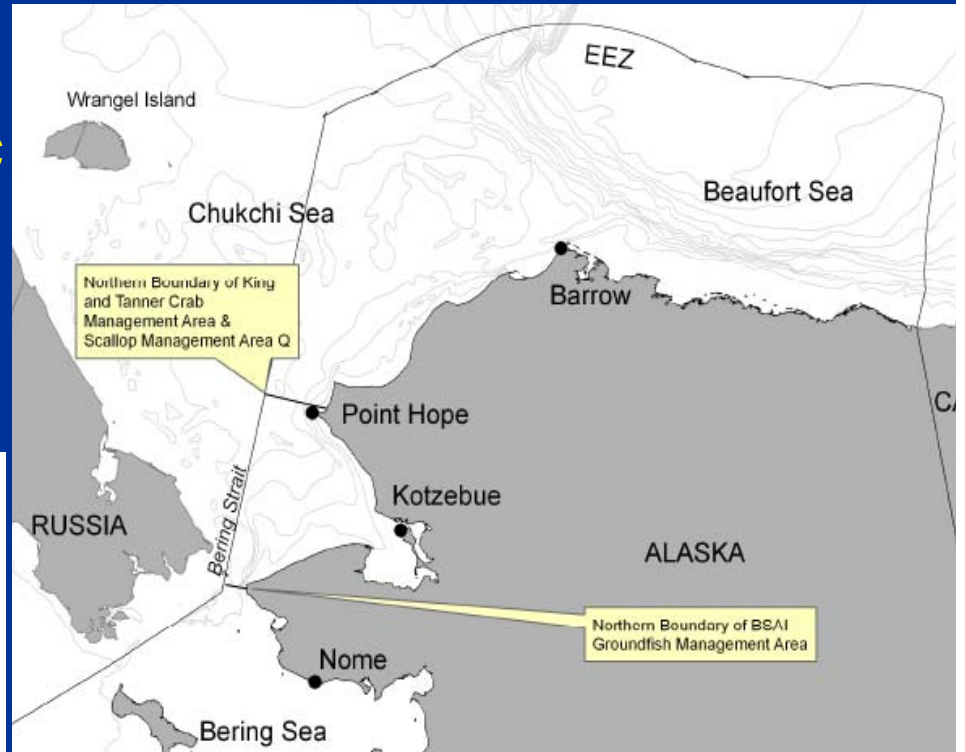 EEZ
Wrangel Island
Beaufort Sea
Chukchi Sea
Northern Boundary of King
and Tanner Crab
Management Area &
Scallop Management Area Q
Barrow
Point Hope
Bering Strait
Kotzebue
RUSSIA
ALASKA
Northern Boundary of BSAI
Groundfish Management Area
Nome
Bering Sea